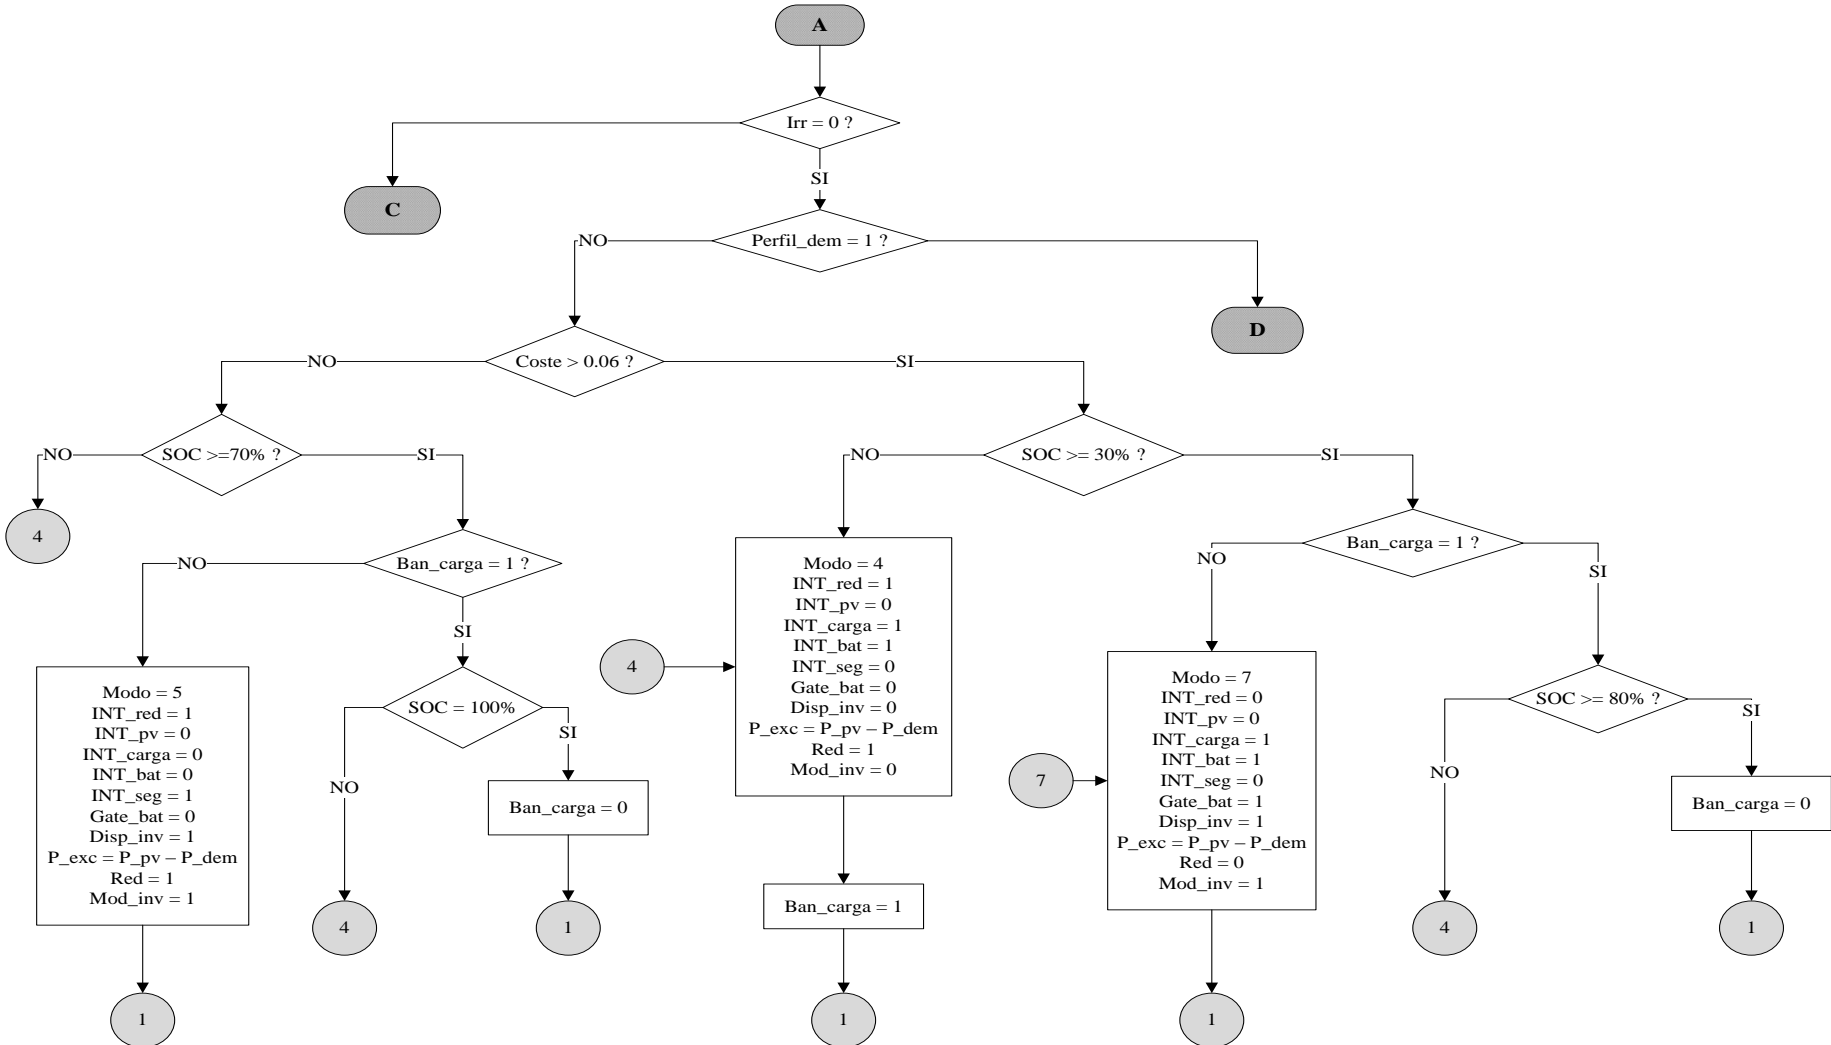 A
Irr = 0 ?
SI
C
Perfil_dem = 1 ?
NO
D
Coste > 0.06 ?
NO
SI
SOC >=70% ?
NO
SI
SOC >= 30% ?
NO
SI
4
Ban_carga = 1 ?
NO
SI
Ban_carga = 1 ?
NO
SI
Modo = 5
INT_red = 1
INT_pv = 0
INT_carga = 0
INT_bat = 0
INT_seg = 1
Gate_bat = 0
Disp_inv = 1
P_exc = P_pv – P_dem
Red = 1
Mod_inv = 1
SOC = 100%
SI
NO
Ban_carga = 0
4
1
1
4
Modo = 4
INT_red = 1
INT_pv = 0
INT_carga = 1
INT_bat = 1
INT_seg = 0
Gate_bat = 0
Disp_inv = 0
P_exc = P_pv – P_dem
Red = 1
Mod_inv = 0
Ban_carga = 1
1
7
Modo = 7
INT_red = 0
INT_pv = 0
INT_carga = 1
INT_bat = 1
INT_seg = 0
Gate_bat = 1
Disp_inv = 1
P_exc = P_pv – P_dem
Red = 0
Mod_inv = 1
1
SOC >= 80% ?
SI
NO
Ban_carga = 0
4
1